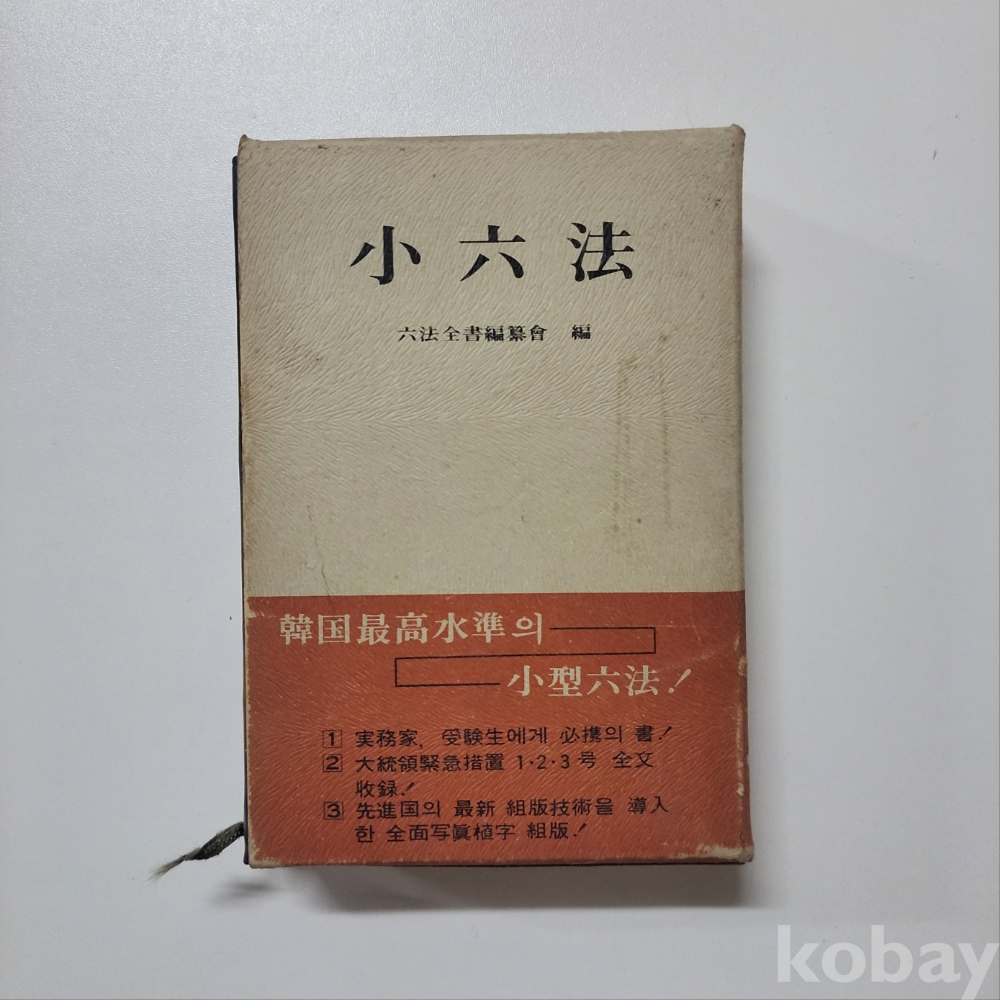 小六法
六法全書編纂會 編
韓国最高水準의
小型六法!
1 実務家, 受験生에게 必携의 書!
2 大統領緊急措置 1·2·3号 全文
收録!
3 先進国의 最新 組版技術을 導入
한 全面写眞植字 組版!
kobay